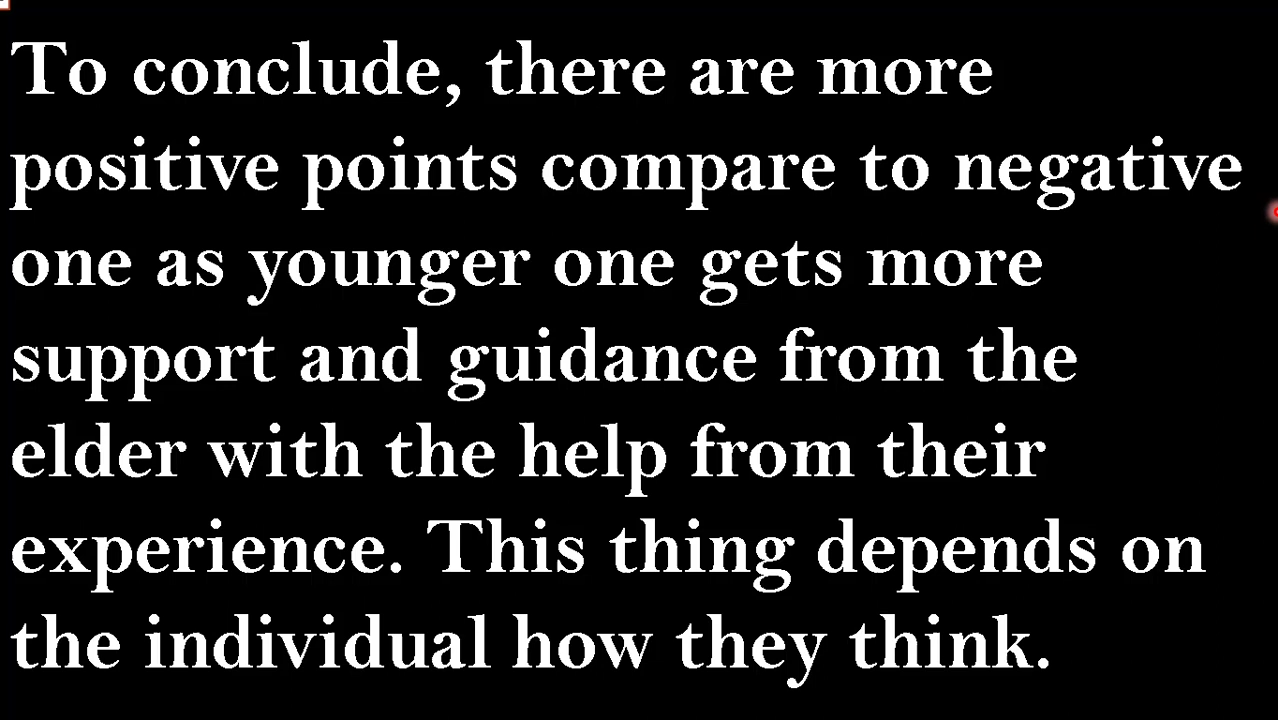 To conclude, there are more
positive points compare to negative
one as younger one gets more
support and guidance from the
elder with the help from their
experience. This thing depends on
the individual how they think.